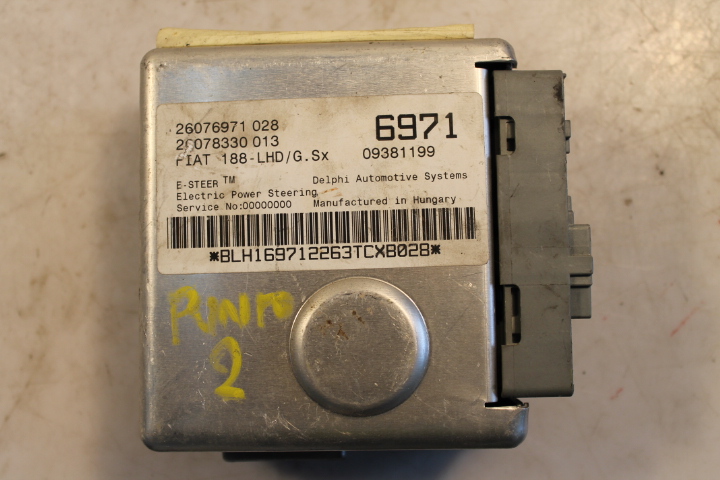 26076971 028
26078330 013
FIAT 188-LHD/G.Sx
6971
09381199
E-STEER TM
Electric Power Steering
Service No:00000000
Delphi Automotive Systems
Manufactured in Hungary
*BLH169712263TCXB028*
PUNTO
2